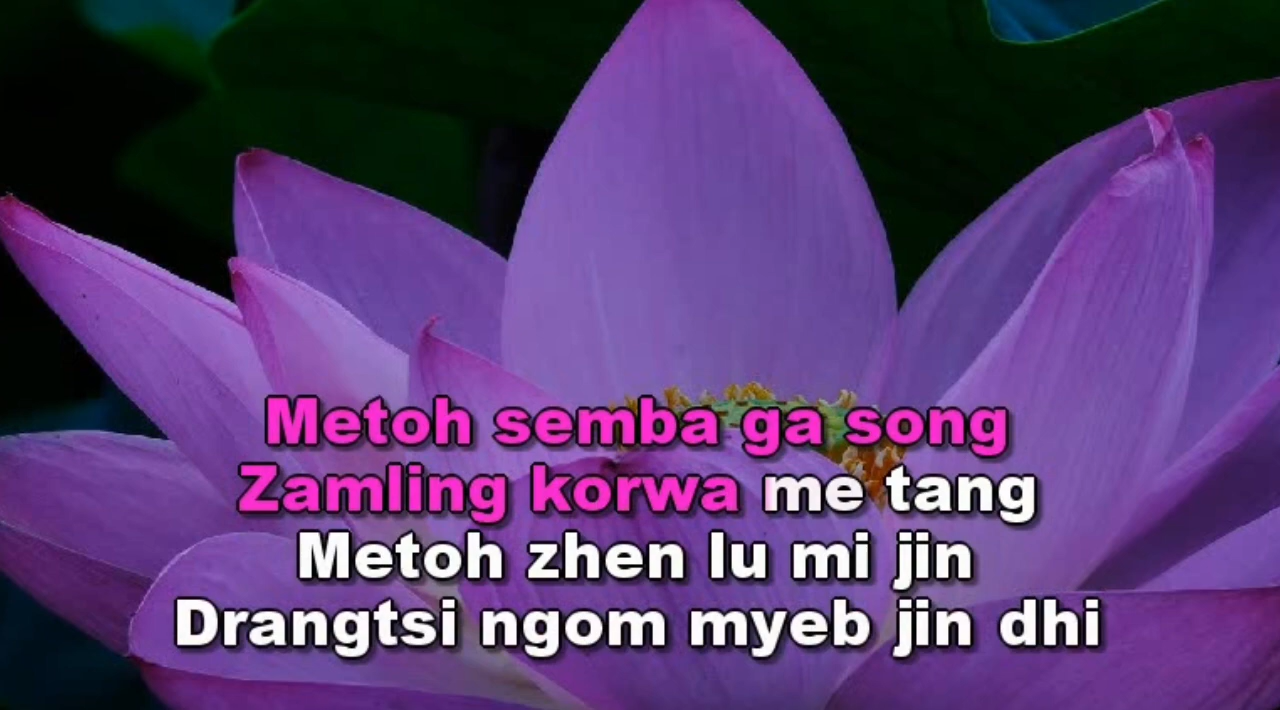 Metoh semba ga song
Zamling korwa me tang
Metoh zhen lu mi jin
Drangtsi ngom myeb jin dhi